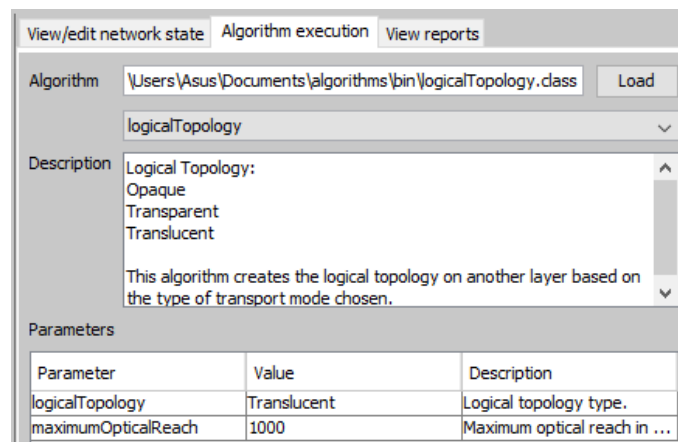 View/edit network state Algorithm execution View reports
Algorithm \Users\Asus\Documents\algorithms\bin\logicalTopology.class Load
logicalTopology
Description Logical Topology:
Opaque
Transparent
Translucent
This algorithm creates the logical topology on another layer based on
the type of transport mode chosen.
Parameters
Parameter Value Description
logicalTopology Translucent Logical topology type.
maximumOpticalReach 1000 Maximum optical reach in ...